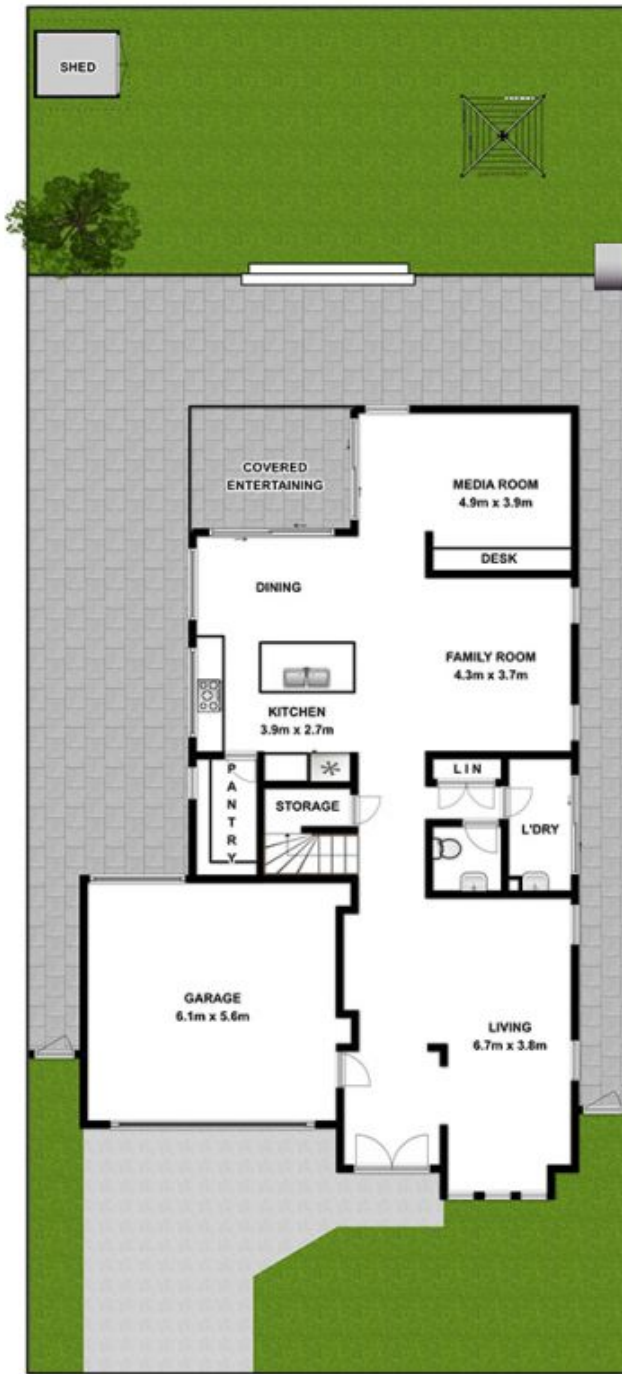 SHED
COVERED
ENTERTAINING
MEDIA ROOM
4.9m x 3.9m
DESK
DINING
FAMILY ROOM
4.3m x 3.7m
KITCHEN
3.9m x 2.7m
PANTRY
LIN
STORAGE
L'DRY
GARAGE
6.1m x 5.6m
LIVING
6.7m x 3.8m